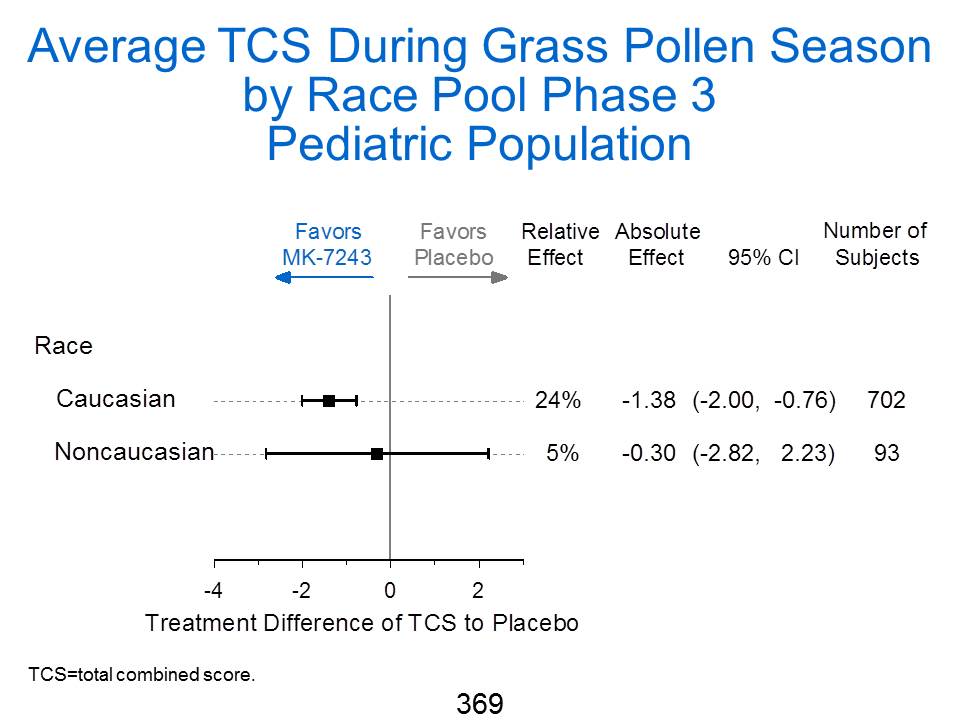 Average TCS During Grass Pollen Season
by Race Pool Phase 3
Pediatric Population
Favors MK-7243
Favors Placebo
Relative Effect
Absolute Effect
95% CI
Number of Subjects
Race
Caucasian 24% -1.38 (-2.00, -0.76) 702
Noncaucasian 5% -0.30 (-2.82, 2.23) 93
-4 -2 0 2
Treatment Difference of TCS to Placebo
TCS=total combined score.
369